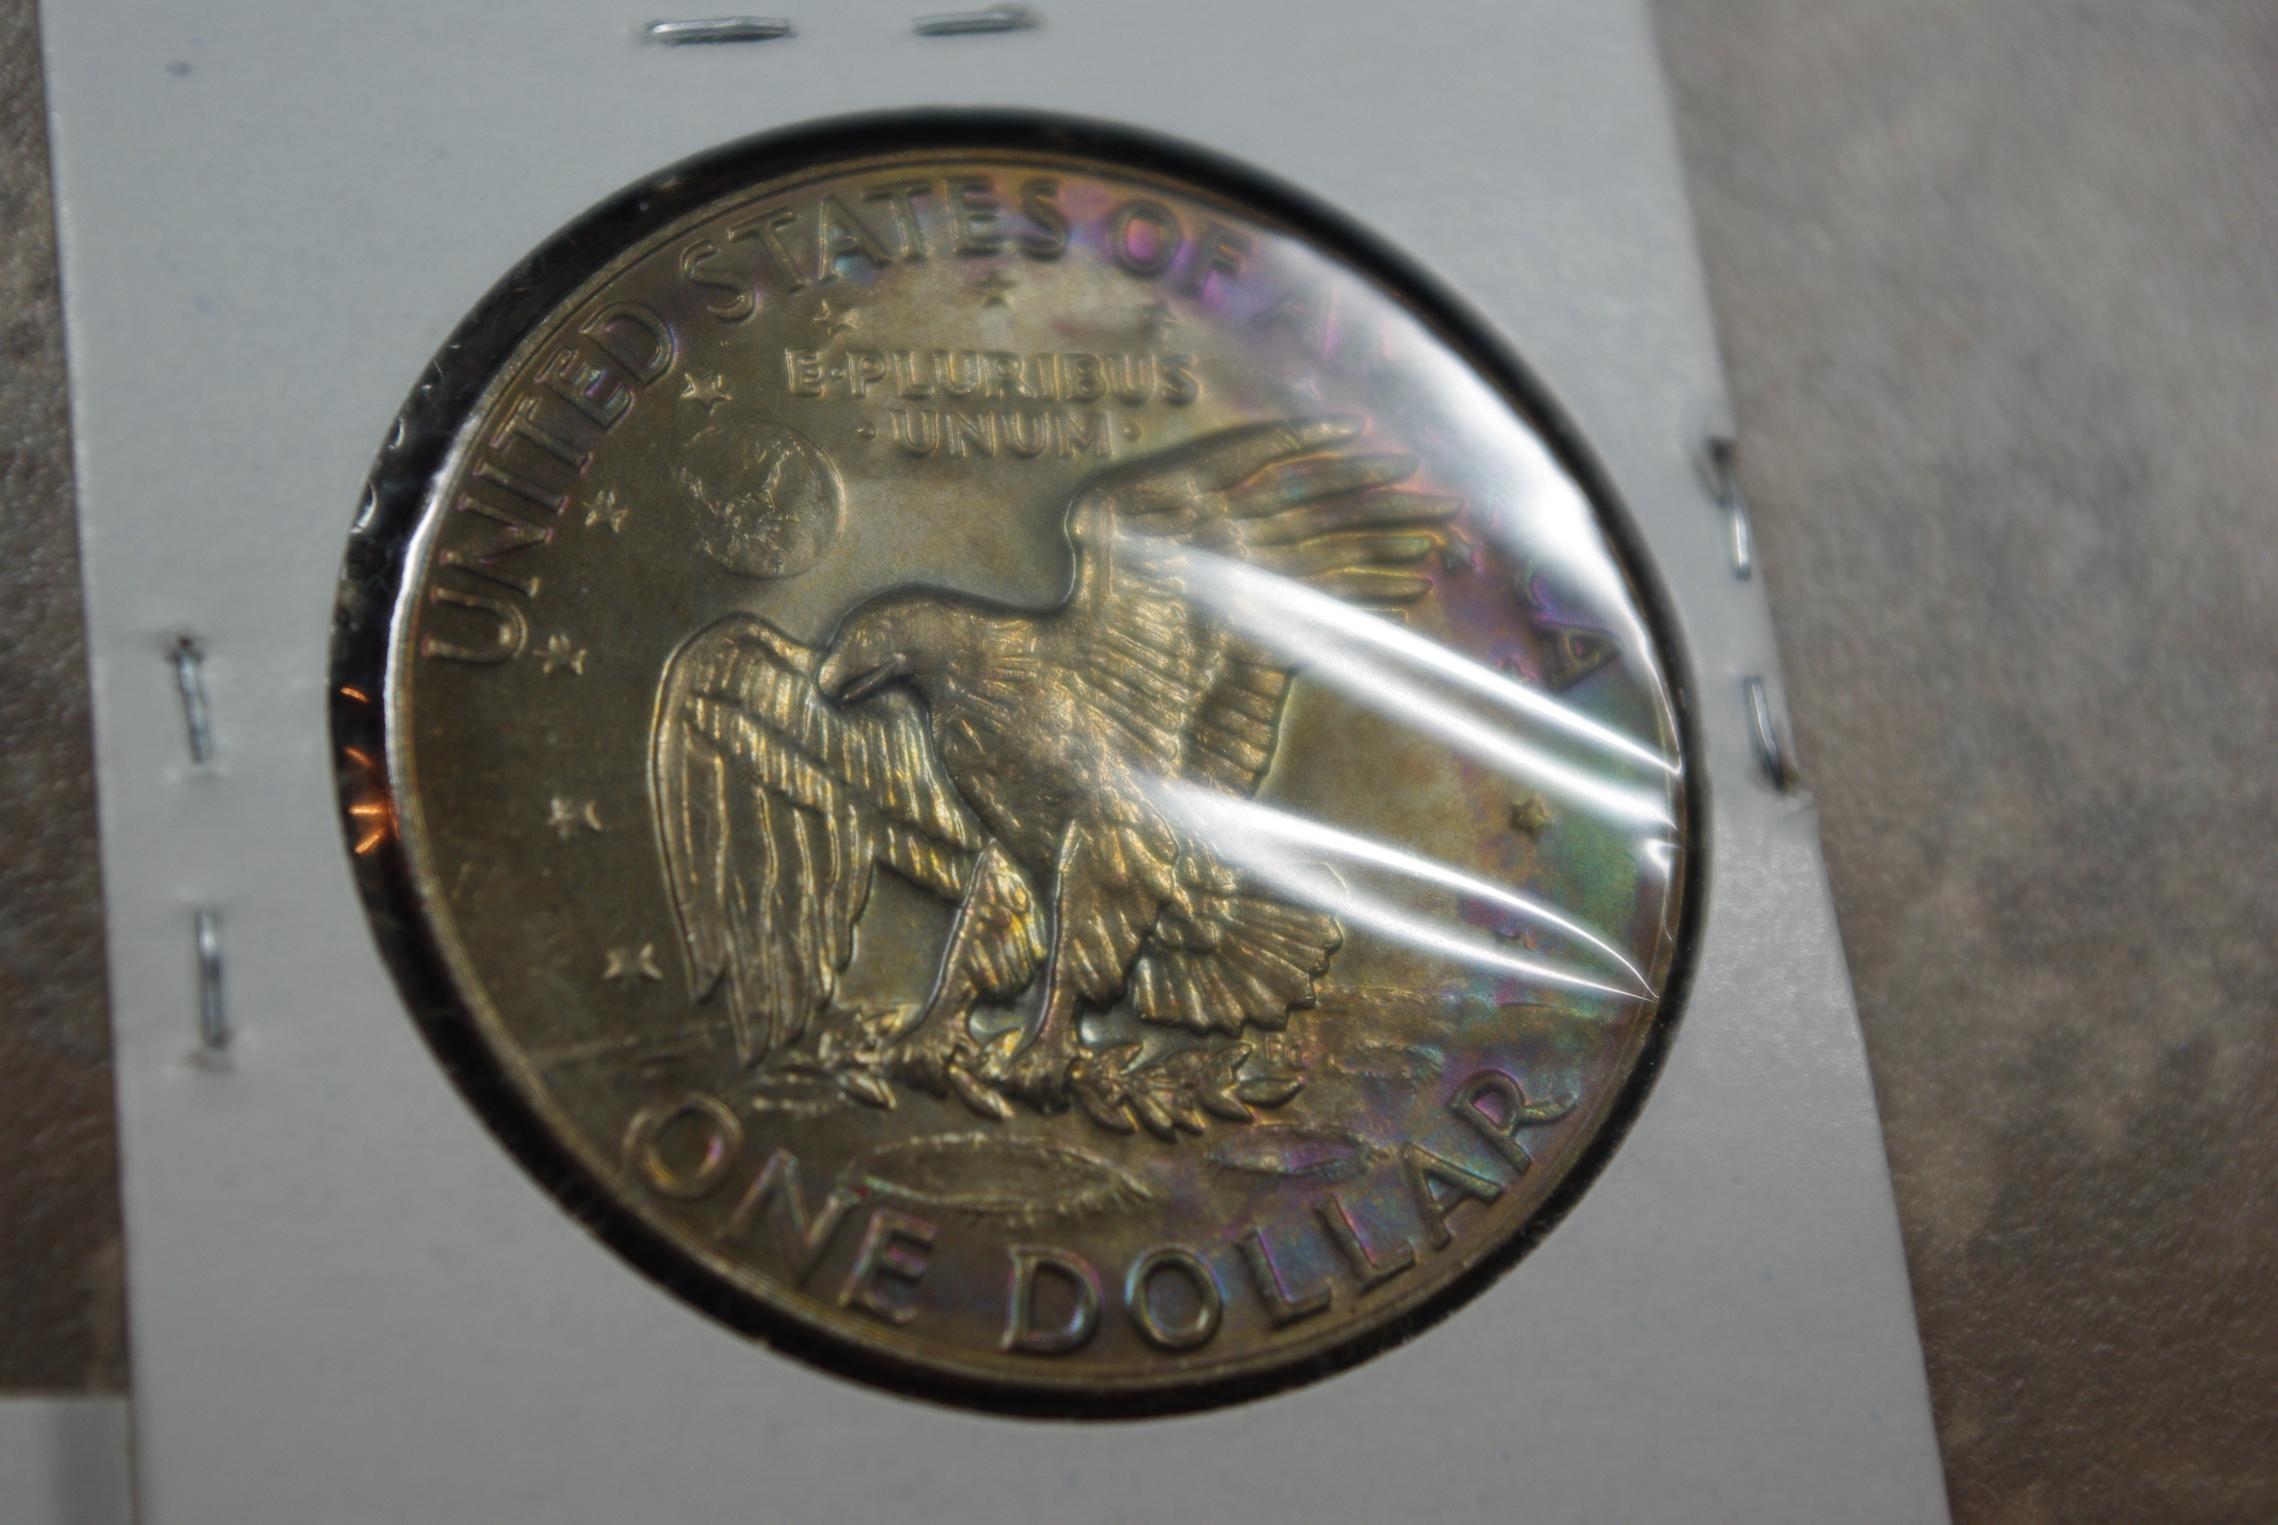 UNITED STATES OF
E·PLURIBUS
·UNUM·
ONE DOLLAR